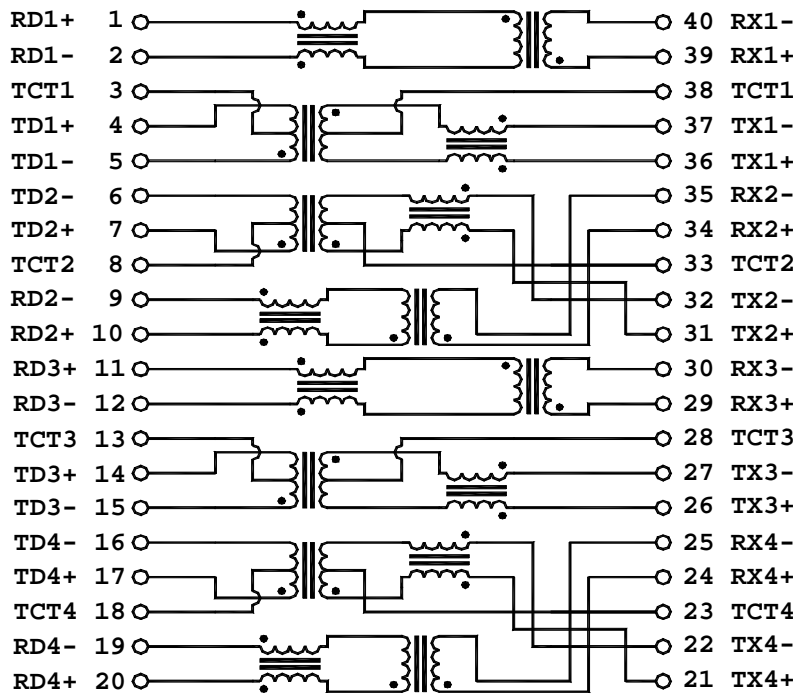 RD1+ 1 40 RX1-
RD1- 2 39 RX1+
TCT1 3 38 TCT1
TD1+ 4 37 TX1-
TD1- 5 36 TX1+
TD2- 6 35 RX2-
TD2+ 7 34 RX2+
TCT2 8 33 TCT2
RD2- 9 32 TX2-
RD2+ 10 31 TX2+
RD3+ 11 30 RX3-
RD3- 12 29 RX3+
TCT3 13 28 TCT3
TD3+ 14 27 TX3-
TD3- 15 26 TX3+
TD4- 16 25 RX4-
TD4+ 17 24 RX4+
TCT4 18 23 TCT4
RD4- 19 22 TX4-
RD4+ 20 21 TX4+